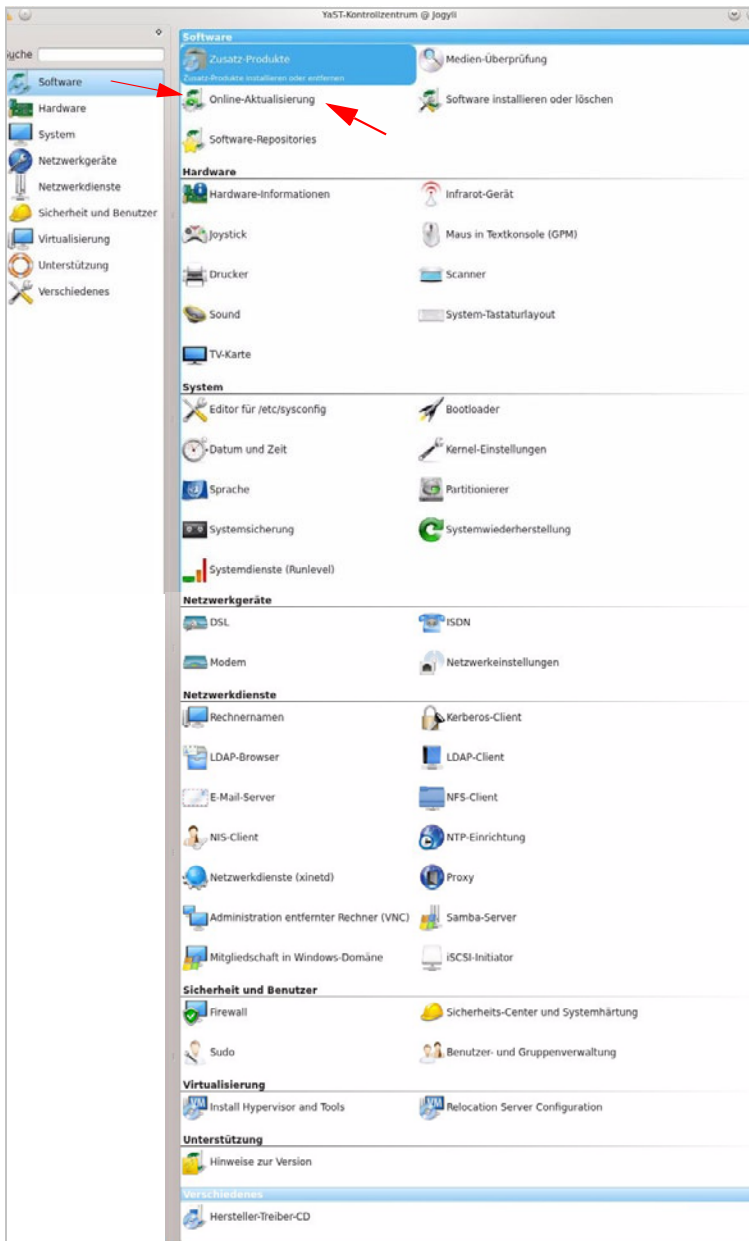 YaST-Kontrollzentrum @ Jogyli
Suche
Software
Hardware
System
Netzwerkgeräte
Netzwerkdienste
Sicherheit und Benutzer
Virtualisierung
Unterstützung
Verschiedenes
Software
Zusatz-Produkte
Zusatz-Produkte installieren oder entfernen
Medien-Überprüfung
Online-Aktualisierung
Software installieren oder löschen
Software-Repositories
Hardware
Hardware-Informationen
Infrarot-Gerät
Joystick
Maus in Textkonsole (GPM)
Drucker
Scanner
Sound
System-Tastaturlayout
TV-Karte
System
Editor für /etc/sysconfig
Bootloader
Datum und Zeit
Kernel-Einstellungen
Sprache
Partitionierer
Systemsicherung
Systemwiederherstellung
Systemdienste (Runlevel)
Netzwerkgeräte
DSL
ISDN
Modem
Netzwerkeinstellungen
Netzwerkdienste
Rechnernamen
Kerberos-Client
LDAP-Browser
LDAP-Client
E-Mail-Server
NFS-Client
NIS-Client
NTP-Einrichtung
Netzwerkdienste (xinetd)
Proxy
Administration entfernter Rechner (VNC)
Samba-Server
Mitgliedschaft in Windows-Domäne
iSCSI-Initiator
Sicherheit und Benutzer
Firewall
Sicherheits-Center und Systemhärtung
Sudo
Benutzer- und Gruppenverwaltung
Virtualisierung
Install Hypervisor and Tools
Relocation Server Configuration
Unterstützung
Hinweise zur Version
Verschiedenes
Hersteller-Treiber-CD